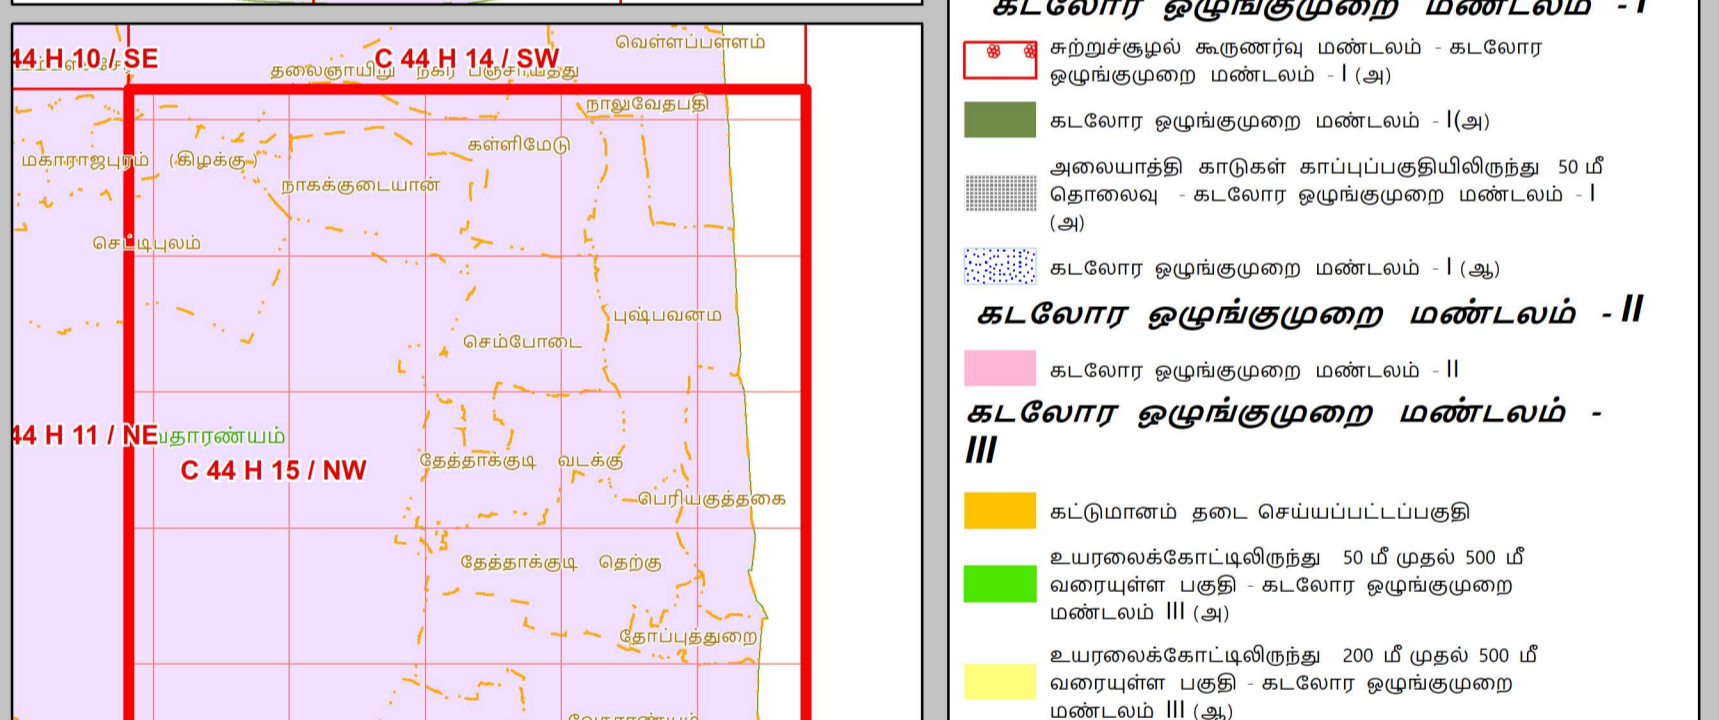 வெள்ளப்பள்ளம்
44 H 10 / SE
C 44 H 14 / SW
தலைஞாயிறு நகர பஞ்சாயத்து
நாலுவேதபதி
கள்ளிமேடு
மகாராஜபுரம் (கிழக்கு)
நாகக்குடையான்
செட்டிபுலம்
புஷ்பவனம
செம்போடை
44 H 11 / NE
C 44 H 15 / NW
தேத்தாக்குடி வடக்கு
பெரியகுத்தகை
தேத்தாக்குடி தெற்கு
தோப்புத்துறை
கடலோர ஒழுங்குமுறை மண்டலம் - I
சுற்றுச்சூழல் கூருணர்வு மண்டலம் - கடலோர
ஒழுங்குமுறை மண்டலம் - I (அ)
கடலோர ஒழுங்குமுறை மண்டலம் - I(அ)
அலையாத்தி காடுகள் காப்புப்பகுதியிலிருந்து 50 மீ
தொலைவு - கடலோர ஒழுங்குமுறை மண்டலம் - I
(அ)
கடலோர ஒழுங்குமுறை மண்டலம் - I (ஆ)
கடலோர ஒழுங்குமுறை மண்டலம் - II
கடலோர ஒழுங்குமுறை மண்டலம் - II
கடலோர ஒழுங்குமுறை மண்டலம் -
III
கட்டுமானம் தடை செய்யப்பட்டப்பகுதி
உயரலைக்கோட்டிலிருந்து 50 மீ முதல் 500 மீ
வரையுள்ள பகுதி - கடலோர ஒழுங்குமுறை
மண்டலம் III (அ)
உயரலைக்கோட்டிலிருந்து 200 மீ முதல் 500 மீ
வரையுள்ள பகுதி - கடலோர ஒழுங்குமுறை
மண்டலம் III (ஆ)